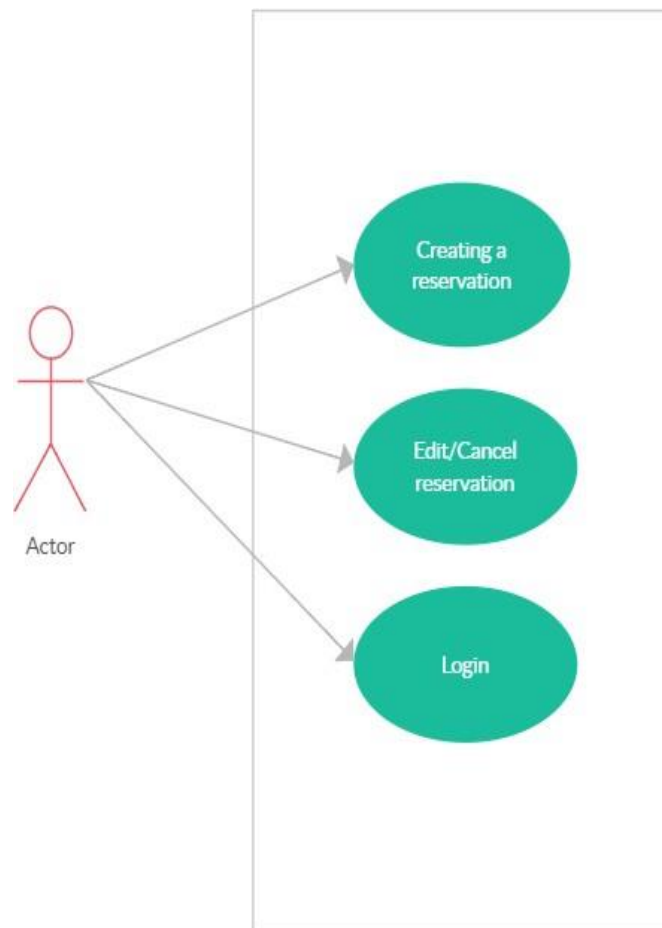 Creating a
reservation
Edit/Cancel
reservation
Actor
Login